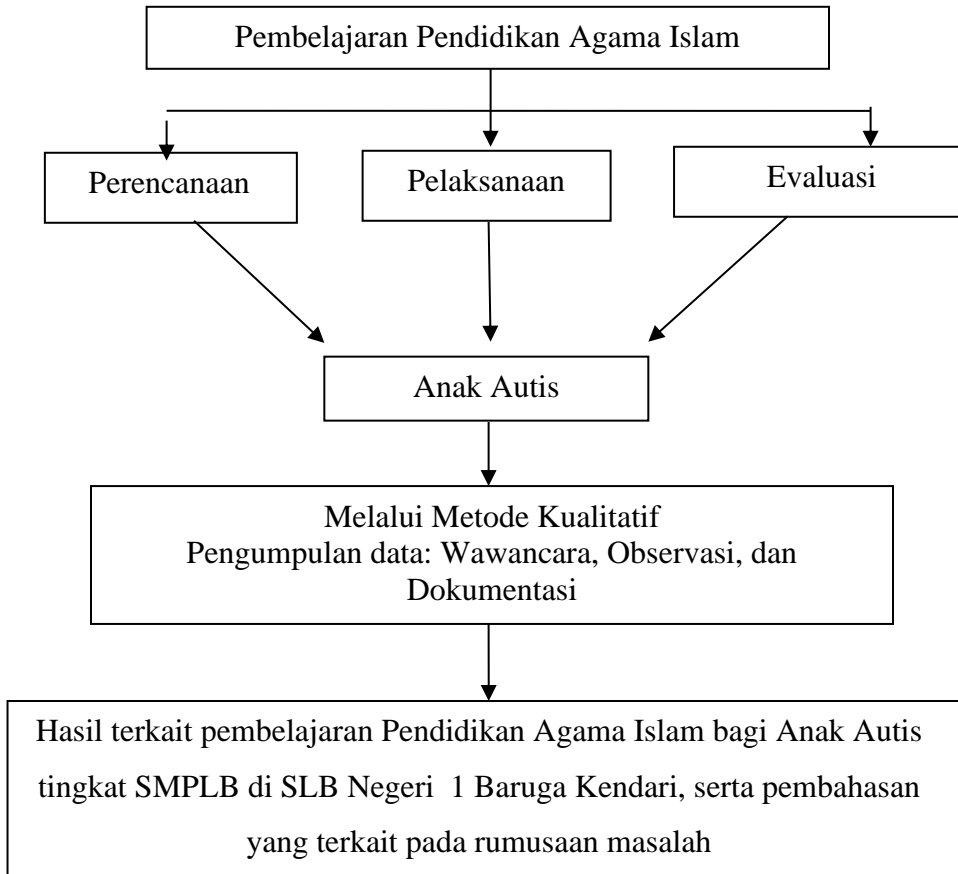 Pembelajaran Pendidikan Agama Islam
Perencanaan
Pelaksanaan
Evaluasi
Anak Autis
Melalui Metode Kualitatif
Pengumpulan data: Wawancara, Observasi, dan
Dokumentasi
Hasil terkait pembelajaran Pendidikan Agama Islam bagi Anak Autis
tingkat SMPLB di SLB Negeri 1 Baruga Kendari, serta pembahasan
yang terkait pada rumusaan masalah